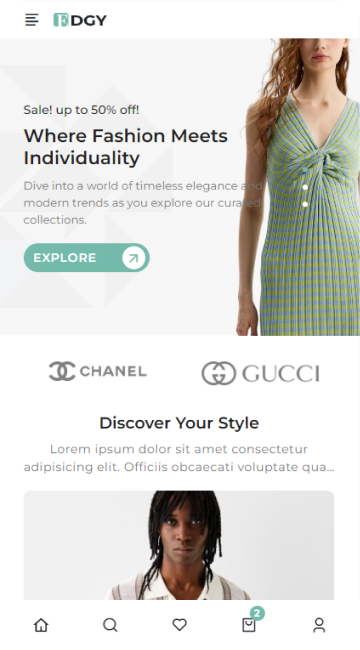 EDGY
Sale! up to 50% off!
Where Fashion Meets
Individuality
Dive into a world of timeless elegance and
modern trends as you explore our curated
collections.
EXPLORE
CHANEL
GUCCI
Discover Your Style
Lorem ipsum dolor sit amet consectetur
adipisicing elit. Officiis obcaecati voluptate qua...
2